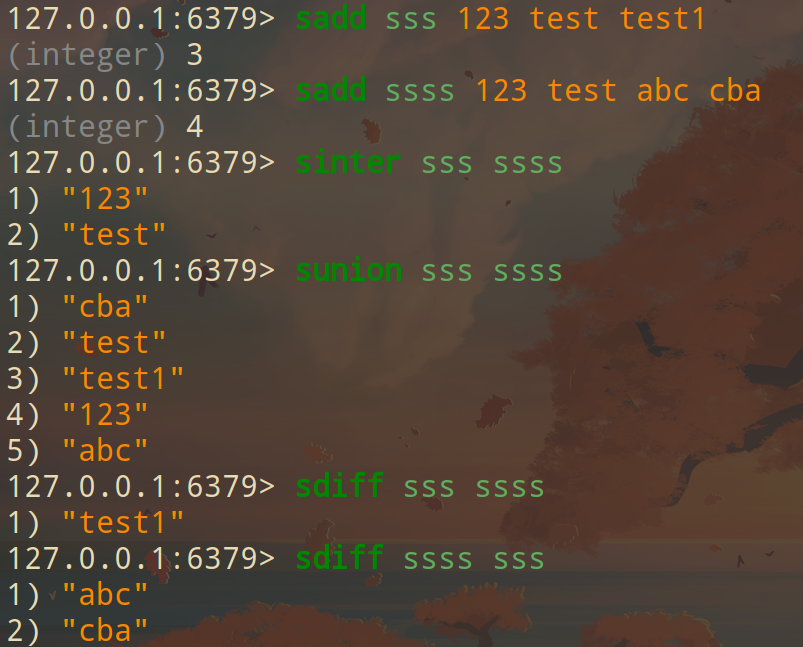 127.0.0.1:6379> sadd sss 123 test test1
(integer) 3
127.0.0.1:6379> sadd ssss 123 test abc cba
(integer) 4
127.0.0.1:6379> sinter sss ssss
1) "123"
2) "test"
127.0.0.1:6379> sunion sss ssss
1) "cba"
2) "test"
3) "test1"
4) "123"
5) "abc"
127.0.0.1:6379> sdiff sss ssss
1) "test1"
127.0.0.1:6379> sdiff ssss sss
1) "abc"
2) "cba"